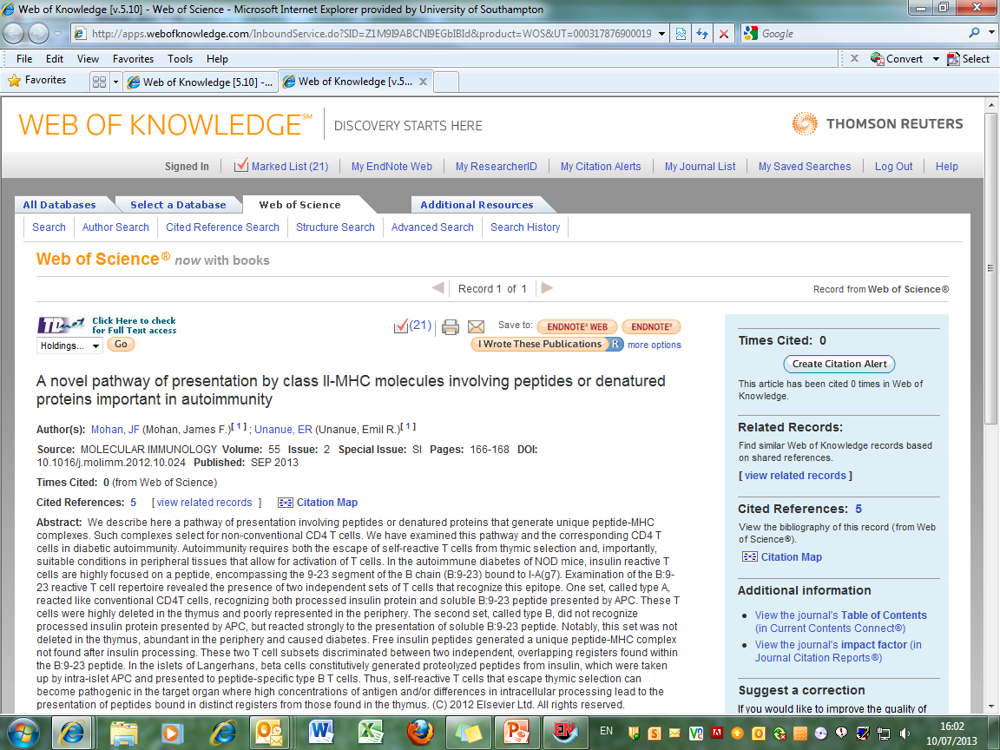 Web of Knowledge [v.5.10] - Web of Science - Microsoft Internet Explorer provided by University of Southampton
http://apps.webofknowledge.com/InboundService.do?SID=Z1M9I9ABCNI9EGbIBId&product=WOS&UT=000317876900019
Google
File Edit View Favorites Tools Help
Convert Select
Favorites
Web of Knowledge [5.10] -...
Web of Knowledge [v.5...
WEB OF KNOWLEDGE SM DISCOVERY STARTS HERE
THOMSON REUTERS
Signed In Marked List (21) My EndNote Web My ResearcherID My Citation Alerts My Journal List My Saved Searches Log Out Help
All Databases Select a Database Web of Science Additional Resources
Search Author Search Cited Reference Search Structure Search Advanced Search Search History
Web of Science® now with books
Record 1 of 1
Record from Web of Science®
TDnet Click Here to check
for Full Text access
Holdings... Go
(21) Save to: ENDNOTE® WEB ENDNOTE®
I Wrote These Publications R more options
A novel pathway of presentation by class II-MHC molecules involving peptides or denatured
proteins important in autoimmunity
Author(s): Mohan, JF (Mohan, James F.)[ 1 ] ; Unanue, ER (Unanue, Emil R.)[ 1 ]
Source: MOLECULAR IMMUNOLOGY Volume: 55 Issue: 2 Special Issue: SI Pages: 166-168 DOI:
10.1016/j.molimm.2012.10.024 Published: SEP 2013
Times Cited: 0 (from Web of Science)
Cited References: 5 [ view related records ] Citation Map
Abstract: We describe here a pathway of presentation involving peptides or denatured proteins that generate unique peptide-MHC
complexes. Such complexes select for non-conventional CD4 T cells. We have examined this pathway and the corresponding CD4 T
cells in diabetic autoimmunity. Autoimmunity requires both the escape of self-reactive T cells from thymic selection and, importantly,
suitable conditions in peripheral tissues that allow for activation of T cells. In the autoimmune diabetes of NOD mice, insulin reactive T
cells are highly focused on a peptide, encompassing the 9-23 segment of the B chain (B:9-23) bound to I-A(g7). Examination of the B:9-
23 reactive T cell repertoire revealed the presence of two independent sets of T cells that recognize this epitope. One set, called type A,
reacted like conventional CD4T cells, recognizing both processed insulin protein and soluble B:9-23 peptide presented by APC. These T
cells were highly deleted in the thymus and poorly represented in the periphery. The second set, called type B, did not recognize
processed insulin protein presented by APC, but reacted strongly to the presentation of soluble B:9-23 peptide. Notably, this set was not
deleted in the thymus, abundant in the periphery and caused diabetes. Free insulin peptides generated a unique peptide-MHC complex
not found after insulin processing. These two T cell subsets discriminated between two independent, overlapping registers found within
the B:9-23 peptide. In the islets of Langerhans, beta cells constitutively generated proteolyzed peptides from insulin, which were taken
up by intra-islet APC and presented to peptide-specific type B T cells. Thus, self-reactive T cells that escape thymic selection can
become pathogenic in the target organ where high concentrations of antigen and/or differences in intracellular processing lead to the
presentation of peptides bound in distinct registers from those found in the thymus. (C) 2012 Elsevier Ltd. All rights reserved.
Times Cited: 0
Create Citation Alert
This article has been cited 0 times in Web of
Knowledge.
Related Records:
Find similar Web of Knowledge records based
on shared references.
[ view related records ]
Cited References: 5
View the bibliography of this record (from Web
of Science®).
Citation Map
Additional information
View the journal's Table of Contents
(in Current Contents Connect®)
View the journal's impact factor (in
Journal Citation Reports®)
Suggest a correction
If you would like to improve the quality of
EN
16:02
10/07/2013